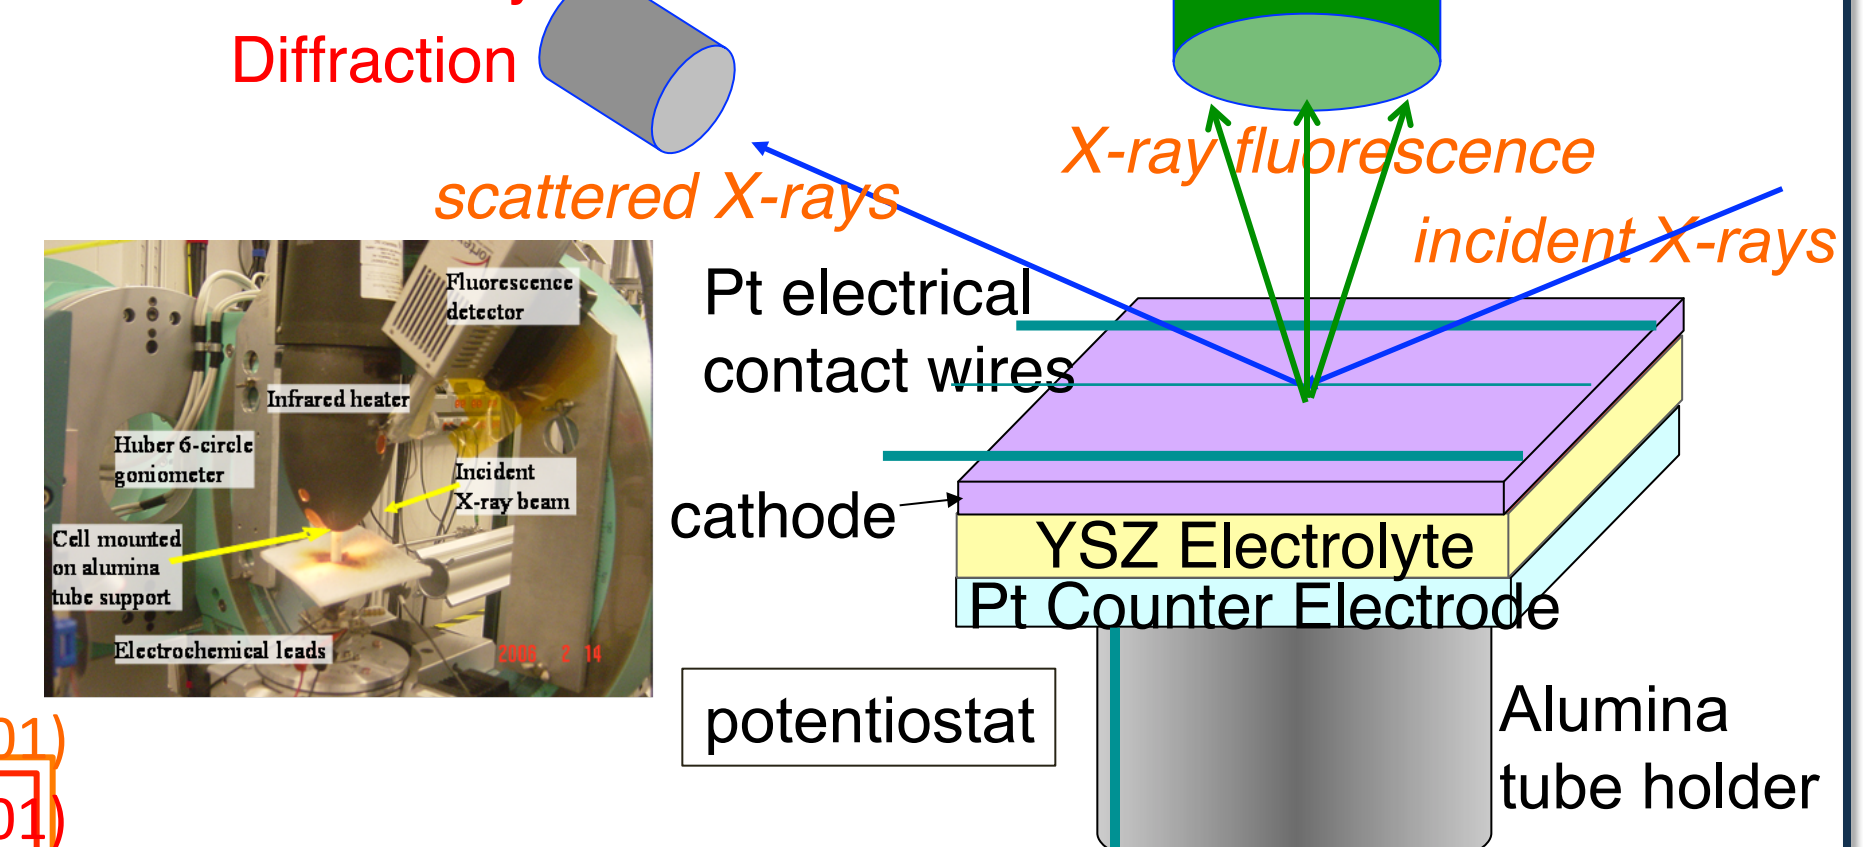 Diffraction
scattered X-rays
X-ray fluorescence
incident X-rays
Pt electrical
contact wires
cathode
YSZ Electrolyte
Pt Counter Electrode
potentiostat
Alumina
tube holder
Fluorescence
detector
Infrared heater
Huber 6-circle
goniometer
Incident
X-ray beam
Cell mounted
on alumina
tube support
Electrochemical leads
2008 2 14
01)
01)